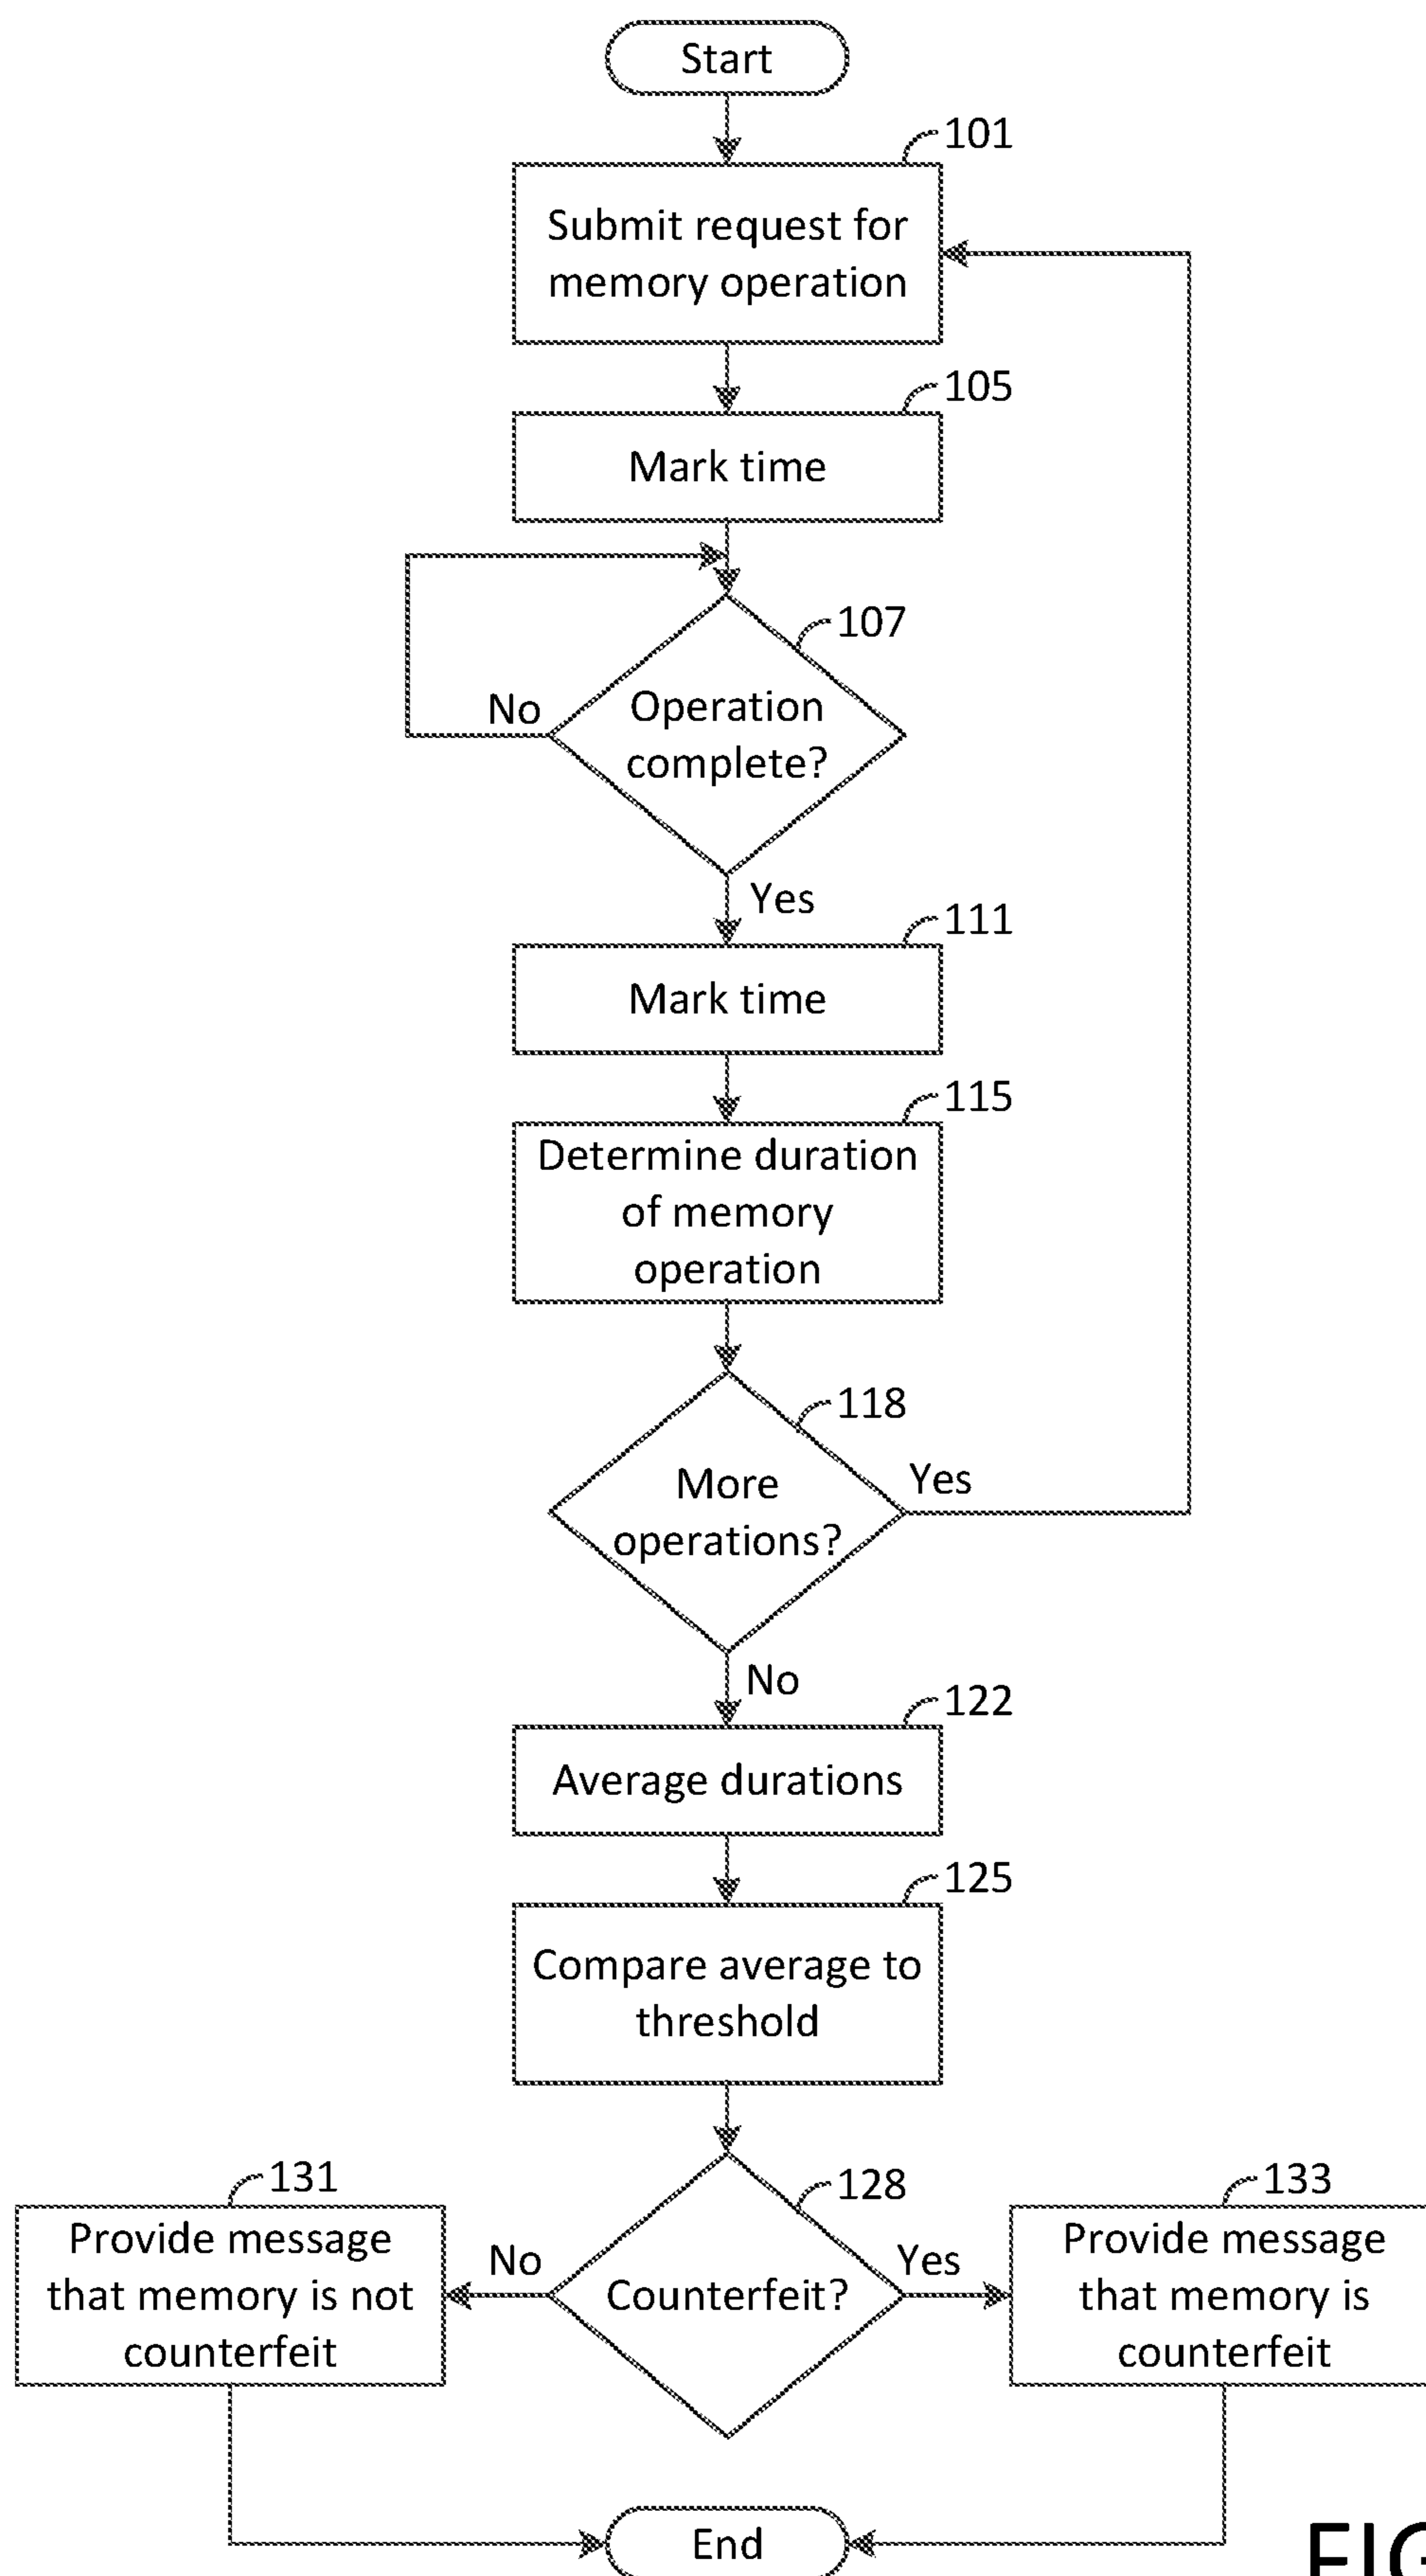 Start
101
Submit request for
memory operation
105
Mark time
107
Operation
complete?
No
Yes
111
Mark time
115
Determine duration
of memory
operation
118
More
operations?
Yes
No
122
Average durations
125
Compare average to
threshold
128
Counterfeit?
No
Yes
131
Provide message
that memory is not
counterfeit
133
Provide message
that memory is
counterfeit
End